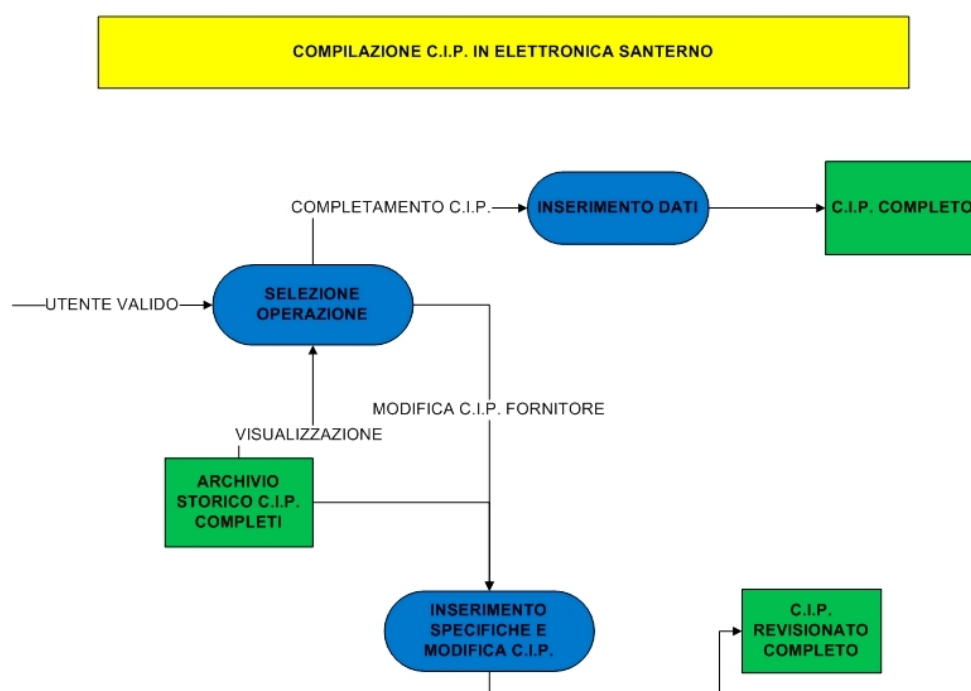 COMPILAZIONE C.I.P. IN ELETTRONICA SANTERNO
COMPLETAMENTO C.I.P.
INSERIMENTO DATI
C.I.P. COMPLETO
UTENTE VALIDO
SELEZIONE
OPERAZIONE
MODIFICA C.I.P. FORNITORE
VISUALIZZAZIONE
ARCHIVIO
STORICO C.I.P.
COMPLETI
INSERIMENTO
SPECIFICHE E
MODIFICA C.I.P.
C.I.P.
REVISIONATO
COMPLETO